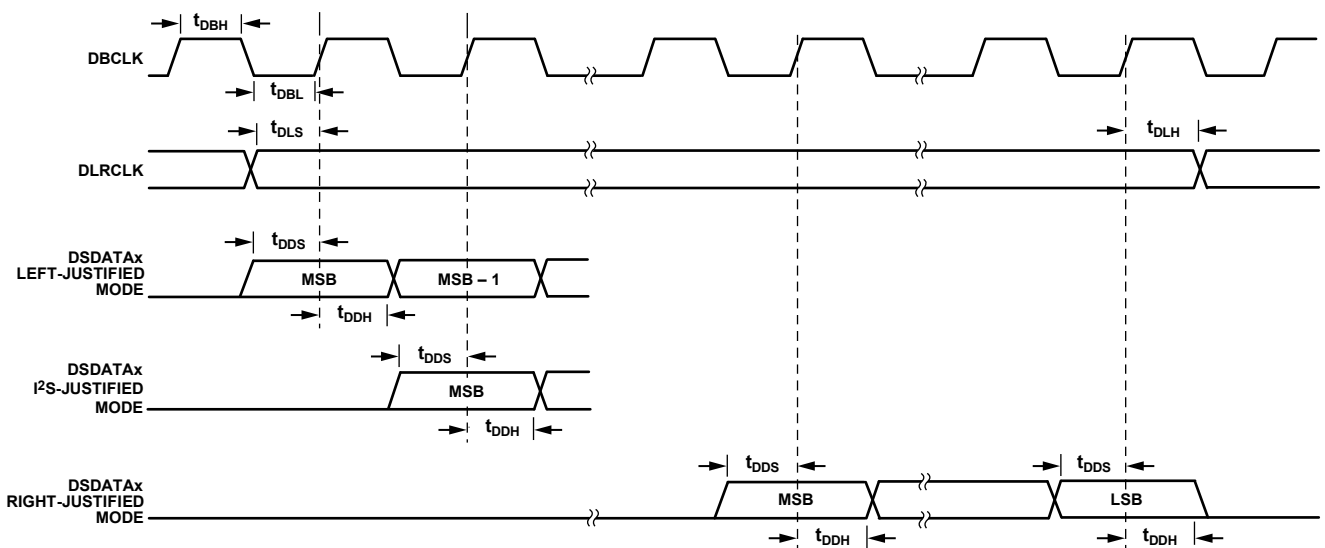 tDBH
DBCLK
tDBL
tDLS
tDLH
DLRCLK
tDDS
DSDATAx
LEFT-JUSTIFIED
MODE
MSB
MSB – 1
tDDH
tDDS
DSDATAx
I²S-JUSTIFIED
MODE
MSB
tDDH
tDDS
tDDS
DSDATAx
RIGHT-JUSTIFIED
MODE
MSB
LSB
tDDH
tDDH